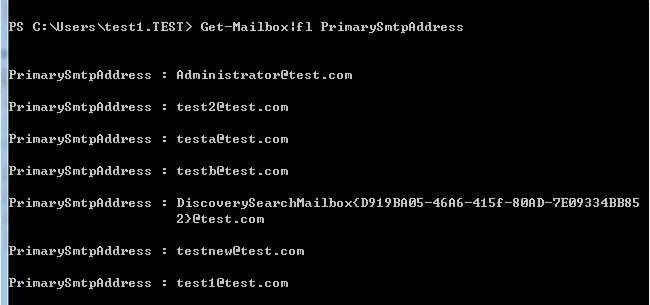 PS C:\Users\test1.TEST> Get-Mailbox|fl PrimarySmtpAddress
PrimarySmtpAddress : Administrator@test.com
PrimarySmtpAddress : test2@test.com
PrimarySmtpAddress : testa@test.com
PrimarySmtpAddress : testb@test.com
PrimarySmtpAddress : DiscoverySearchMailbox{D919BA05-46A6-415f-80AD-7E09334BB85
2}@test.com
PrimarySmtpAddress : testnew@test.com
PrimarySmtpAddress : test1@test.com